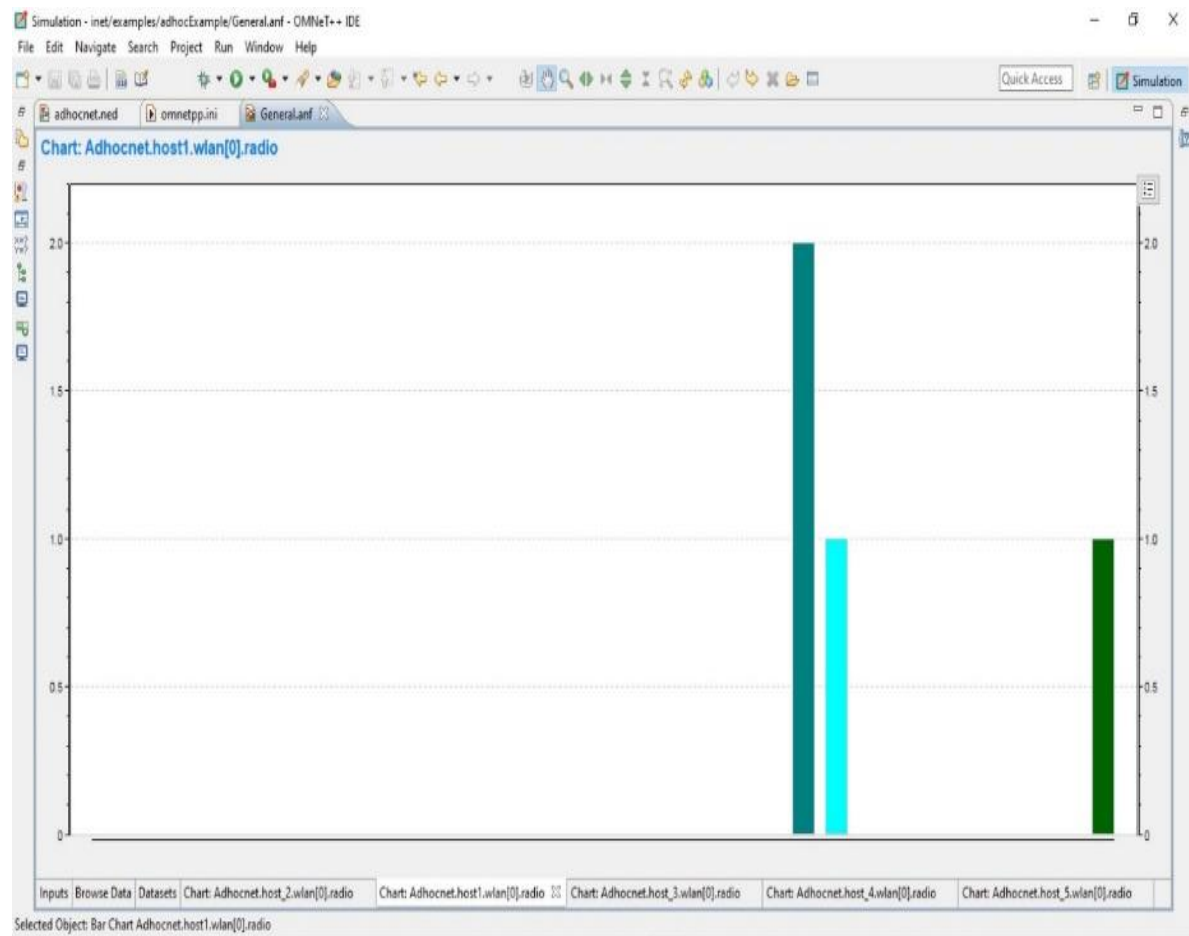 Simulation - inet/examples/adhocExample/General.anf - OMNeT++ IDE
File Edit Navigate Search Project Run Window Help
Quick Access Simulation
adhocnet.ned omnetpp.ini General.anf
Chart: Adhocnet.host1.wlan[0].radio
2.0 2.0
1.5 1.5
1.0 1.0
0.5 0.5
0 0
Inputs Browse Data Datasets Chart: Adhocnet.host_2.wlan[0].radio Chart: Adhocnet.host1.wlan[0].radio Chart: Adhocnet.host_3.wlan[0].radio Chart: Adhocnet.host_4.wlan[0].radio Chart: Adhocnet.host_5.wlan[0].radio
Selected Object: Bar Chart Adhocnet.host1.wlan[0].radio